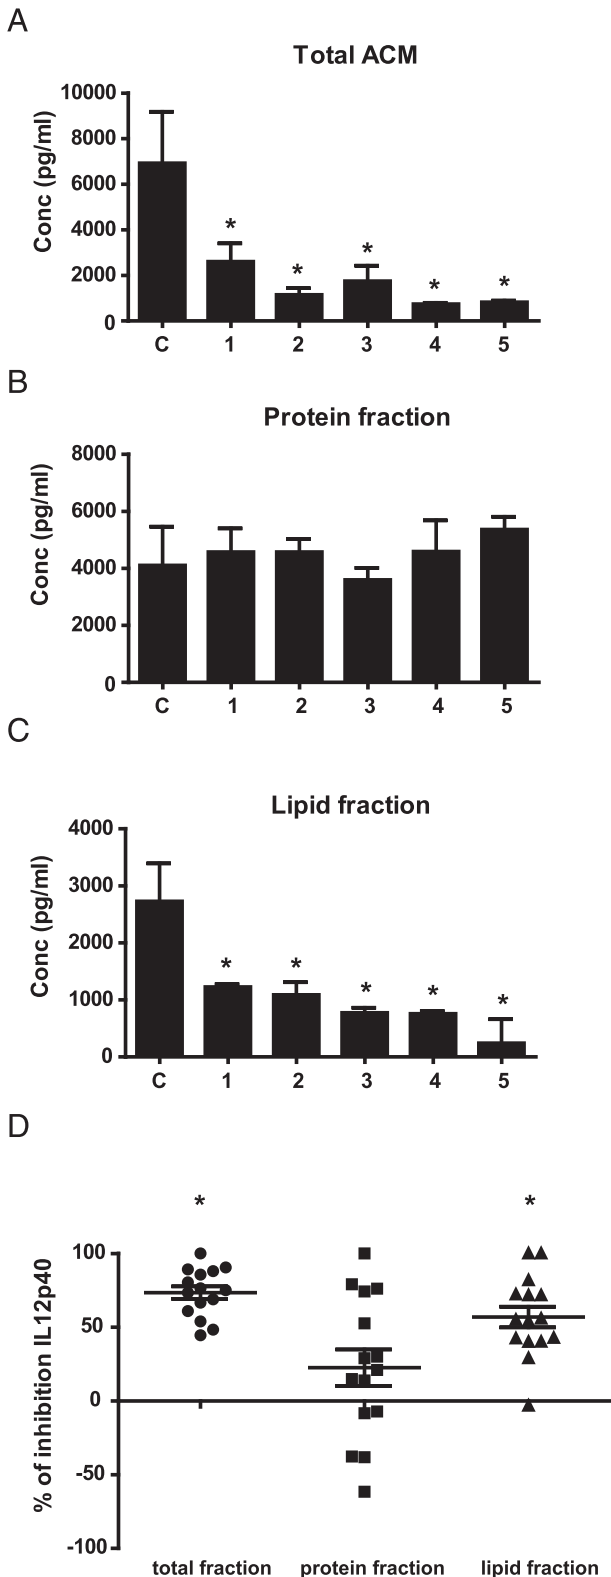 A
Total ACM
Conc (pg/ml)
10000
8000
6000
4000
2000
0
*
*
*
*
*
C 1 2 3 4 5
B
Protein fraction
Conc (pg/ml)
8000
6000
4000
2000
0
C 1 2 3 4 5
C
Lipid fraction
Conc (pg/ml)
4000
3000
2000
1000
0
*
*
*
*
*
C 1 2 3 4 5
D
* *
% of inhibition IL12p40
100
50
0
-50
-100
total fraction protein fraction lipid fraction